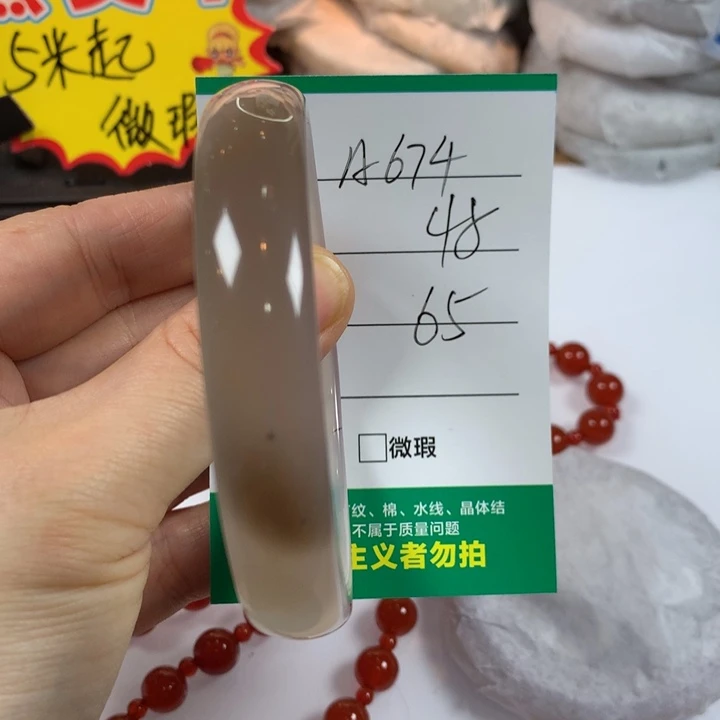 5米起
微瑕
A674
48
65
□微瑕
纹、棉、水线、晶体结
不属于质量问题
主义者勿拍